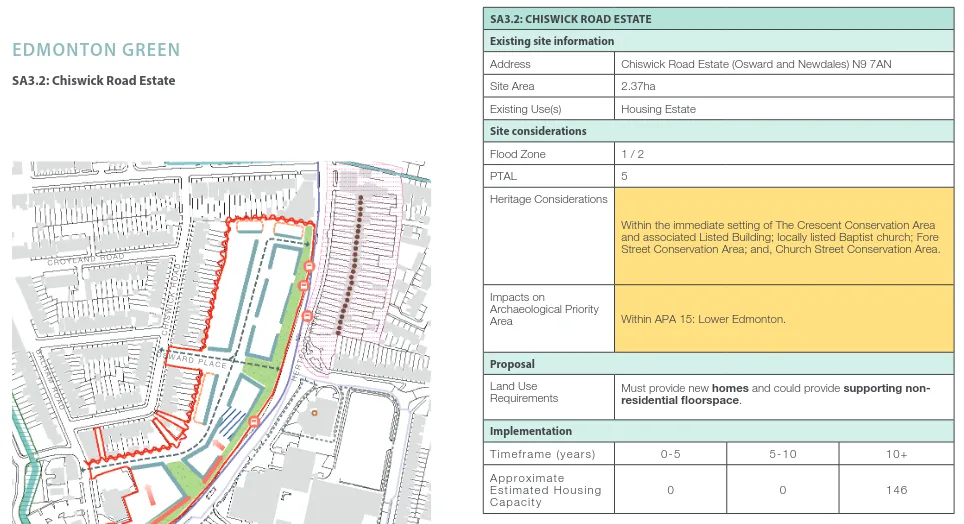 EDMONTON GREEN
SA3.2: Chiswick Road Estate
CROYLAND ROAD
SA3.2: CHISWICK ROAD ESTATE
Existing site information
Address Chiswick Road Estate (Osward and Newdales) N9 7AN
Site Area 2.37ha
Existing Use(s) Housing Estate
Site considerations
Flood Zone 1 / 2
PTAL 5
Heritage Considerations
Within the immediate setting of The Crescent Conservation Area
and associated Listed Building; locally listed Baptist church; Fore
Street Conservation Area; and, Church Street Conservation Area.
Impacts on
Archaeological Priority
Area
Within APA 15: Lower Edmonton.
Proposal
Land Use
Requirements
Must provide new homes and could provide supporting non-
residential floorspace.
Implementation
Timeframe (years) 0-5 5-10 10+
Approximate
Estimated Housing
Capacity
0 0 146